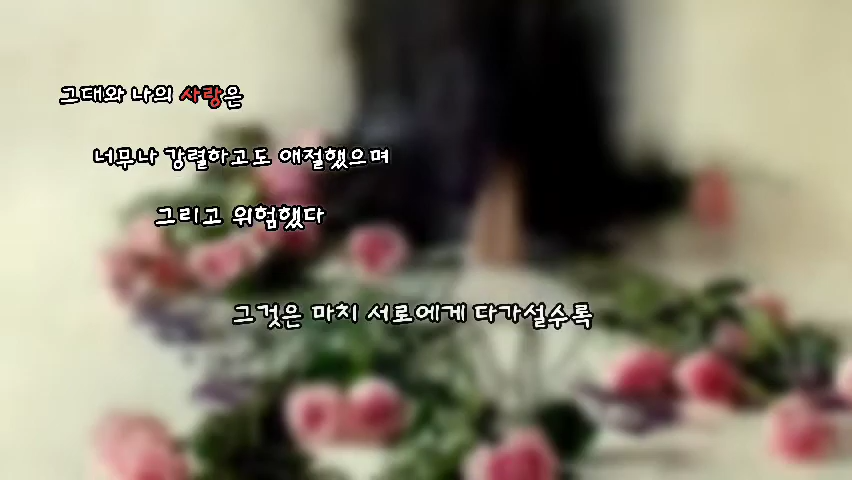 그대와 나의 사랑은
너무나 강렬하고도 애절했으며
그리고 위험했다
그것은 마치 서로에게 다가설수록